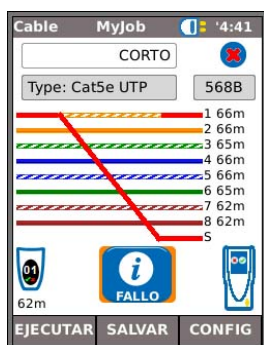 Cable MyJob '4:41
CORTO
Type: Cat5e UTP 568B
1 66m
2 66m
3 65m
4 66m
5 66m
6 65m
7 62m
8 62m
S
01
62m
i
FALLO
EJECUTAR SALVAR CONFIG